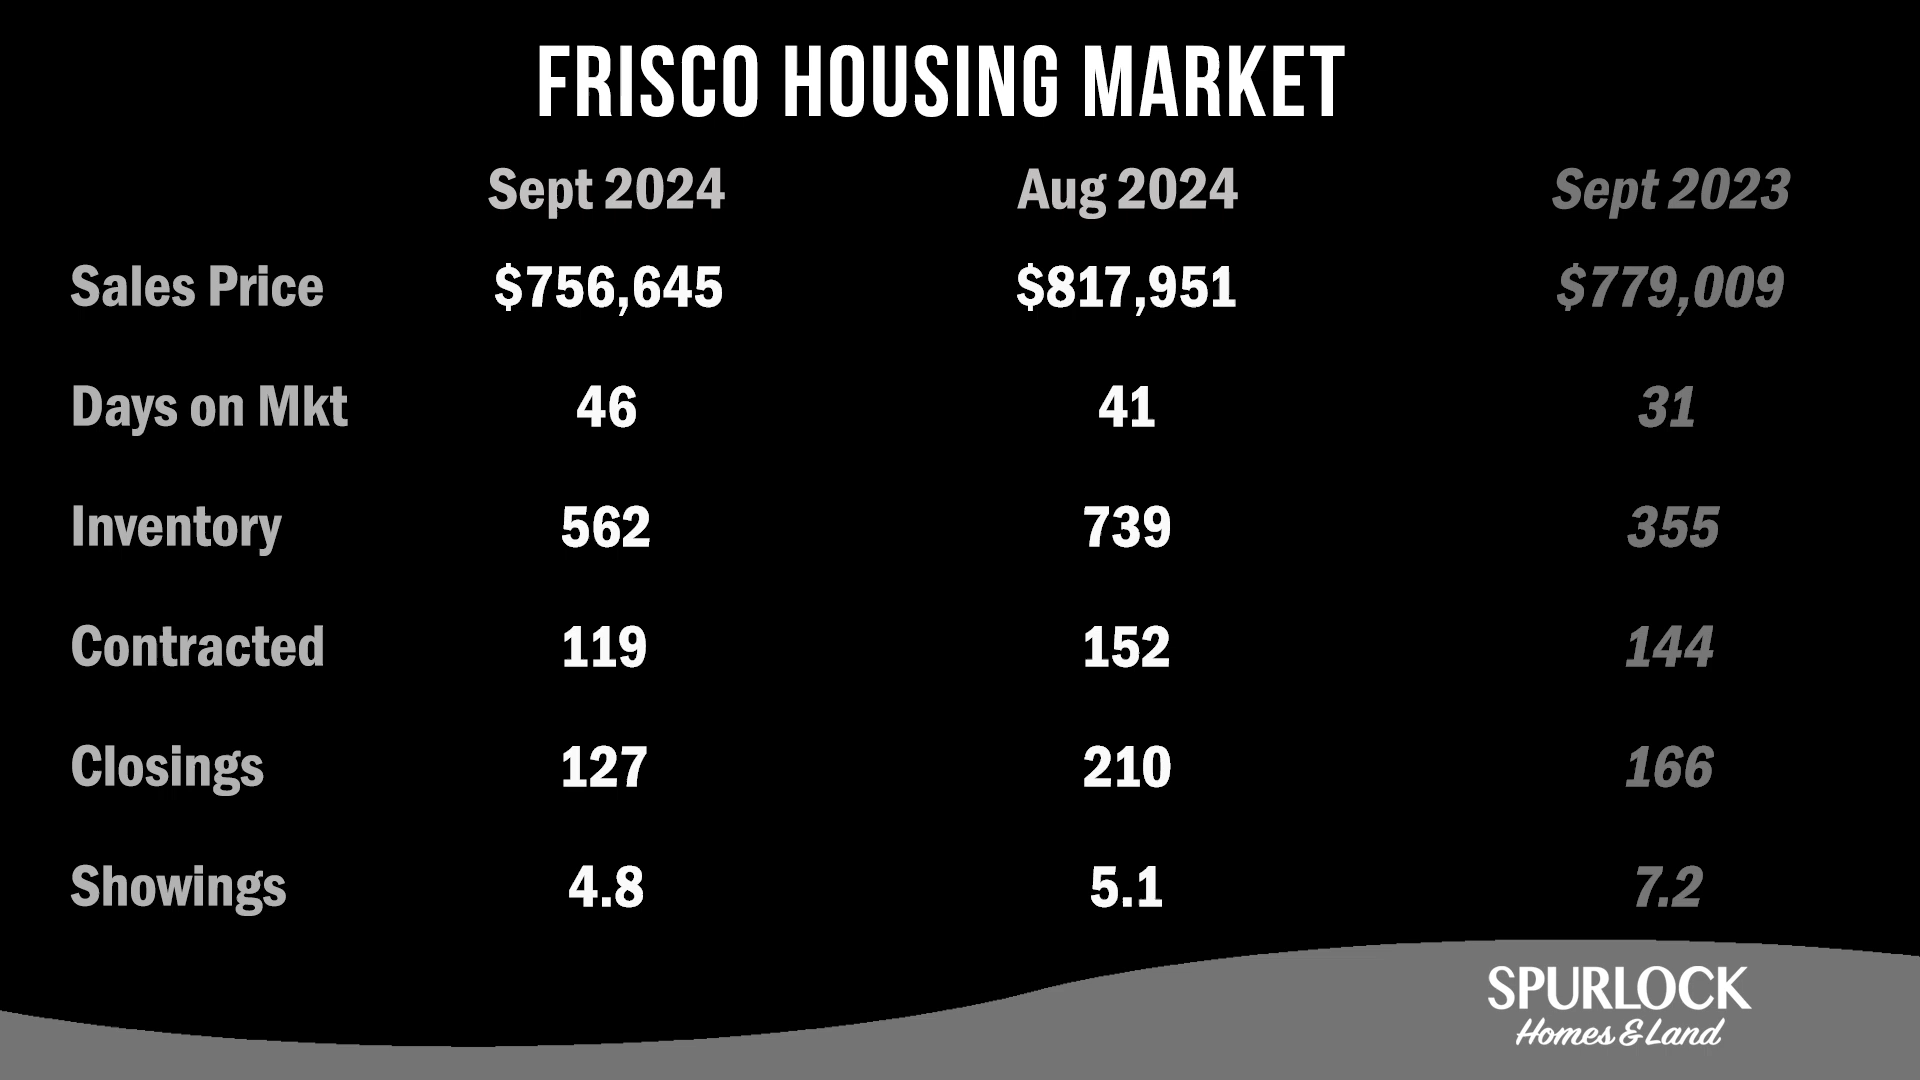 FRISCO HOUSING MARKET
Sept 2024 Aug 2024 Sept 2023
Sales Price $756,645 $817,951 $779,009
Days on Mkt 46 41 31
Inventory 562 739 355
Contracted 119 152 144
Closings 127 210 166
Showings 4.8 5.1 7.2
SPURLOCK
Homes & Land